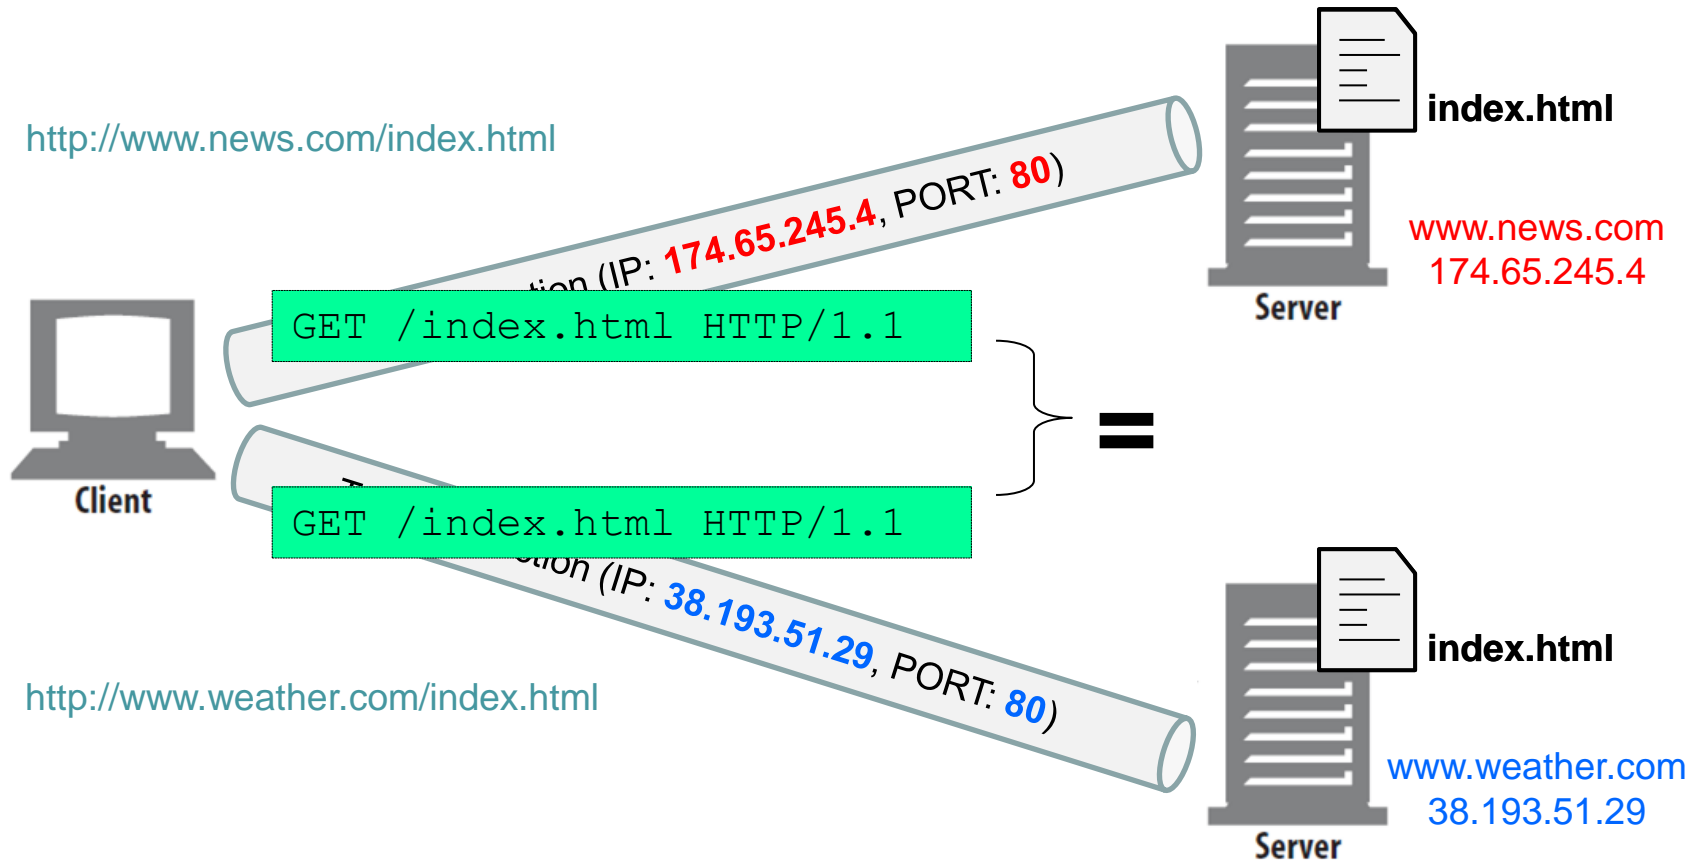 http://www.news.com/index.html
index.html
(IP: 174.65.245.4, PORT: 80)
www.news.com
174.65.245.4
Server
GET /index.html HTTP/1.1
=
Client
GET /index.html HTTP/1.1
(IP: 38.193.51.29, PORT: 80)
index.html
http://www.weather.com/index.html
www.weather.com
38.193.51.29
Server